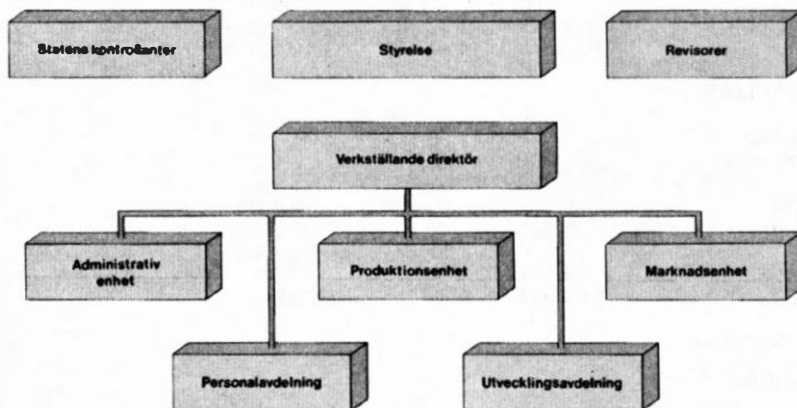 Statens kontrollanter
Styrelse
Revisorer
Verkställande direktör
Administrativ
enhet
Produktionsenhet
Marknadsenhet
Personalavdelning
Utvecklingsavdelning